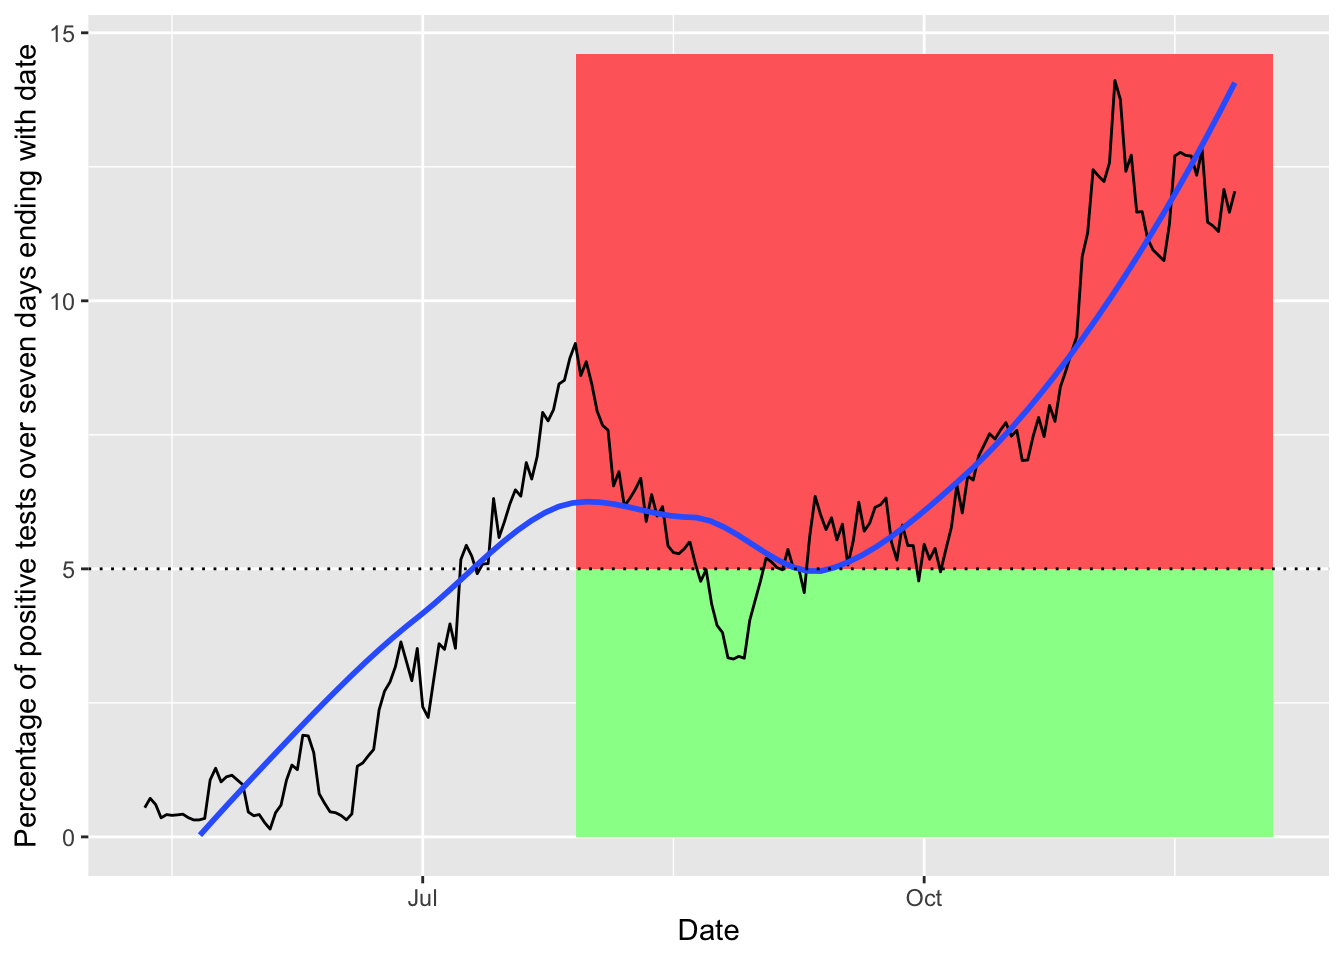 Percentage of positive tests over seven days ending with date
15
10
5
0
Jul
Oct
Date